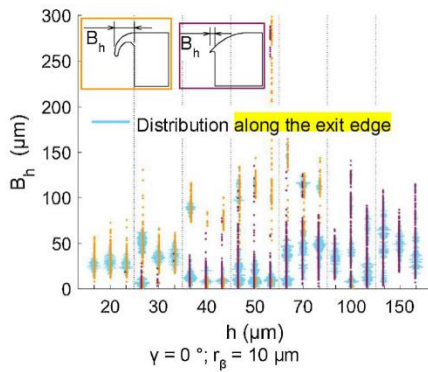 300
250
200
150
100
50
0
B_h (μm)
B_h
B_h
Distribution along the exit edge
20 30 40 50 70 100 150
h (μm)
γ = 0 °; r_β = 10 μm